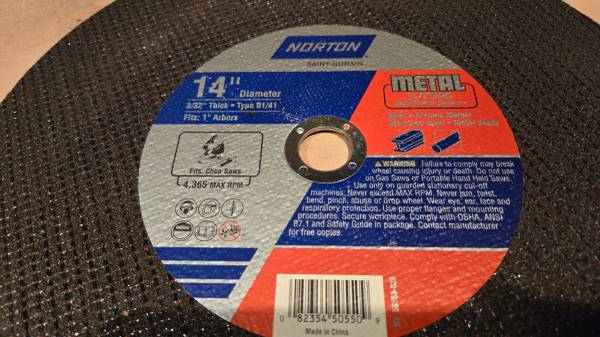 NORTON
SAINT-GOBAIN
14"
Diameter
3/32" Thick • Type 01/41
Fits: 1" Arbors
Fits: Chop Saws
4,365 MAX RPM
METAL
WARNING Failure to comply may break
wheel causing injury or death. Do not use
on Gas Saws or Portable Hand Held Saws.
Use only on guarded stationary cut-off
machines. Never exceed MAX RPM. Never jam, twist,
bend, pinch, abuse or drop wheel. Wear eye, ear, face and
respiratory protection. Use proper flanges and mounting
procedures. Secure workpiece. Comply with OSHA, ANSI
B7.1 and Safety Guide in package. Contact manufacturer
for free copies.
0 82354 50550 9
Made in China